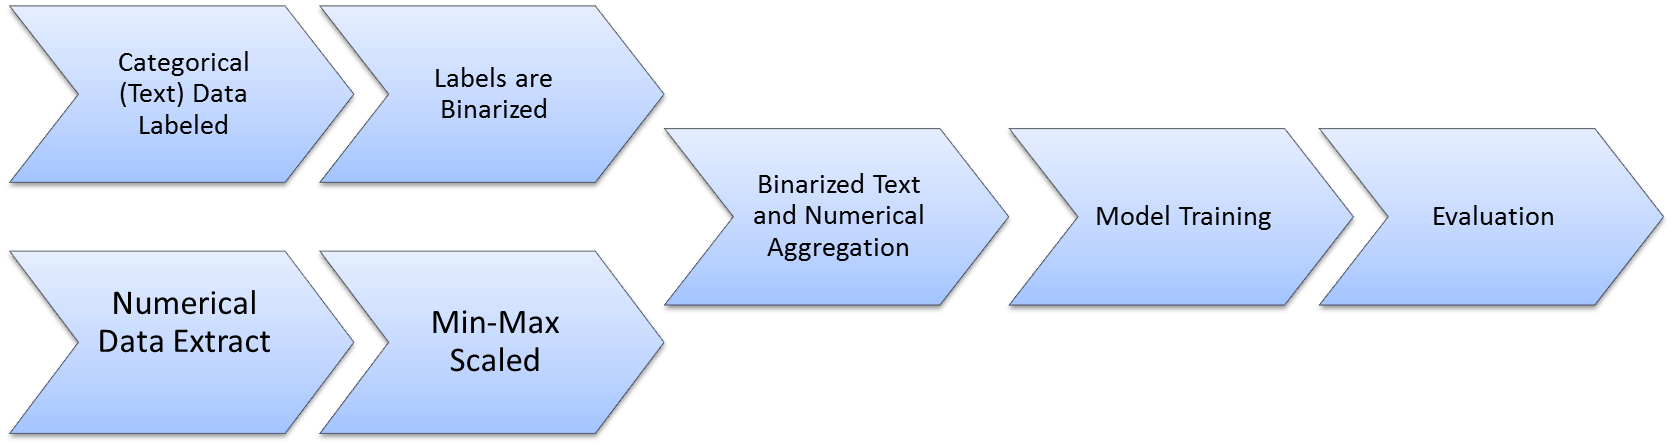 Categorical
(Text) Data
Labeled
Labels are
Binarized
Numerical
Data Extract
Min-Max
Scaled
Binarized Text
and Numerical
Aggregation
Model Training
Evaluation